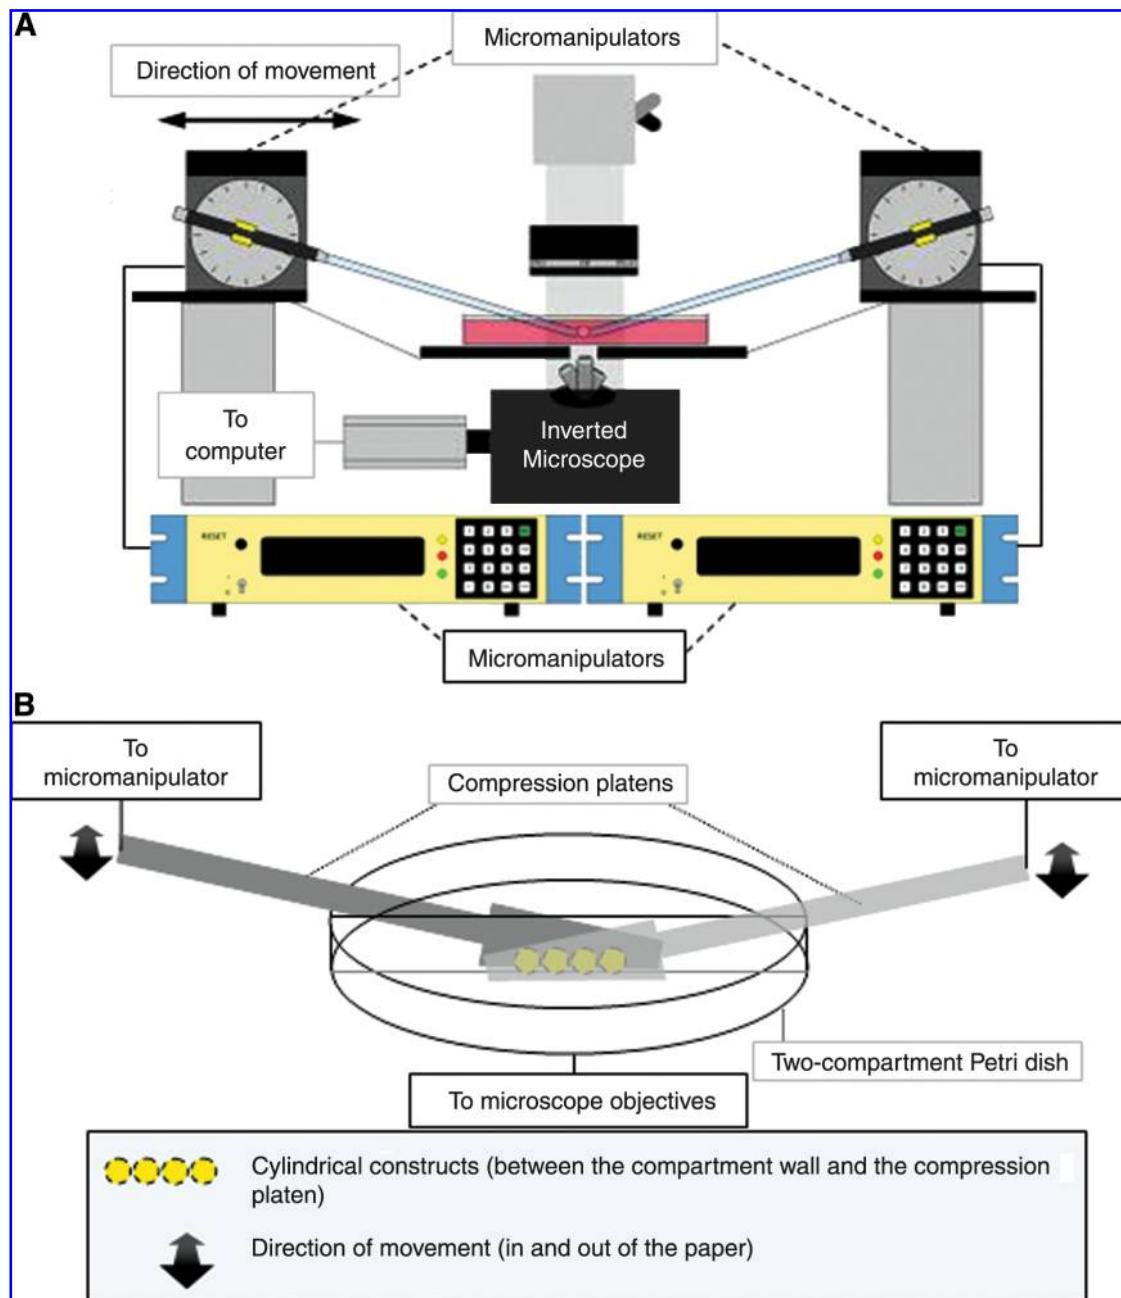 A
Micromanipulators
Direction of movement
To
computer
Inverted
Microscope
RESET
RESET
Micromanipulators
B
To
micromanipulator
To
micromanipulator
Compression platens
Two-compartment Petri dish
To microscope objectives
Cylindrical constructs (between the compartment wall and the compression
platen)
Direction of movement (in and out of the paper)